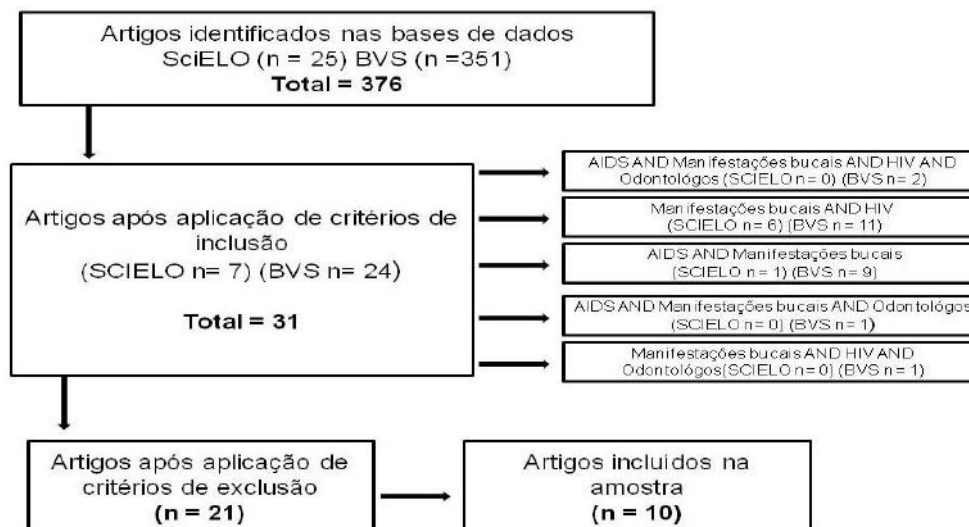 Artigos identificados nas bases de dados
SciELO (n = 25) BVS (n =351)
Total = 376
Artigos após aplicação de critérios de
inclusão
(SCIELO n= 7) (BVS n= 24)
Total = 31
AIDS AND Manifestações bucais AND HIV AND
Odontológos (SCIELO n= 0) (BVS n= 2)
Manifestações bucais AND HIV
(SCIELO n= 6) (BVS n= 11)
AIDS AND Manifestações bucais
(SCIELO n= 1) (BVS n= 9)
AIDS AND Manifestações bucais AND Odontológos
(SCIELO n= 0) (BVS n= 1)
Manifestações bucais AND HIV AND
Odontológos(SCIELO n= 0) (BVS n= 1)
Artigos após aplicação de
critérios de exclusão
(n = 21)
Artigos incluidos na
amostra
(n = 10)